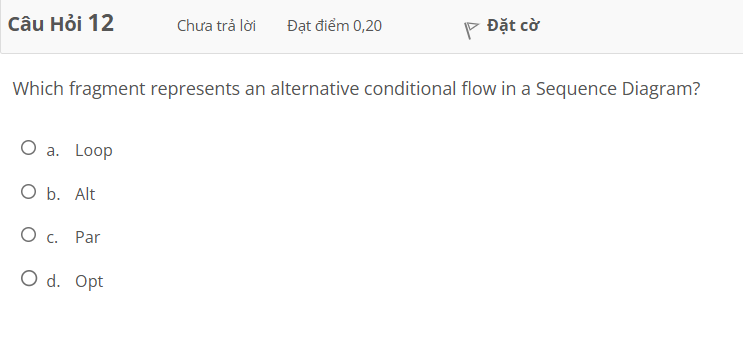 Câu Hỏi 12 Chưa trả lời Đạt điểm 0,20 Đặt cờ
Which fragment represents an alternative conditional flow in a Sequence Diagram?
a. Loop
b. Alt
c. Par
d. Opt